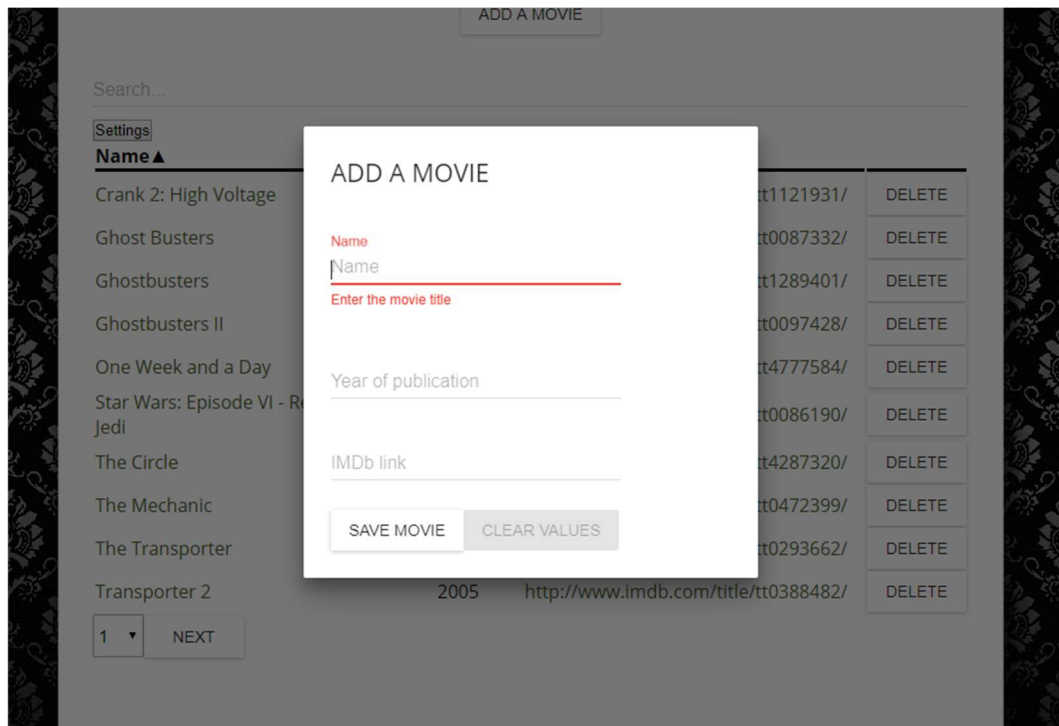 ADD A MOVIE
Search...
Settings
Name▲
Crank 2: High Voltage tt1121931/ DELETE
Ghost Busters tt0087332/ DELETE
Ghostbusters tt1289401/ DELETE
Ghostbusters II tt0097428/ DELETE
One Week and a Day tt4777584/ DELETE
Star Wars: Episode VI - Re
Jedi tt0086190/ DELETE
The Circle tt4287320/ DELETE
The Mechanic tt0472399/ DELETE
The Transporter tt0293662/ DELETE
Transporter 2 2005 http://www.imdb.com/title/tt0388482/ DELETE
1 ▼ NEXT
ADD A MOVIE
Name
Name
Enter the movie title
Year of publication
IMDb link
SAVE MOVIE CLEAR VALUES